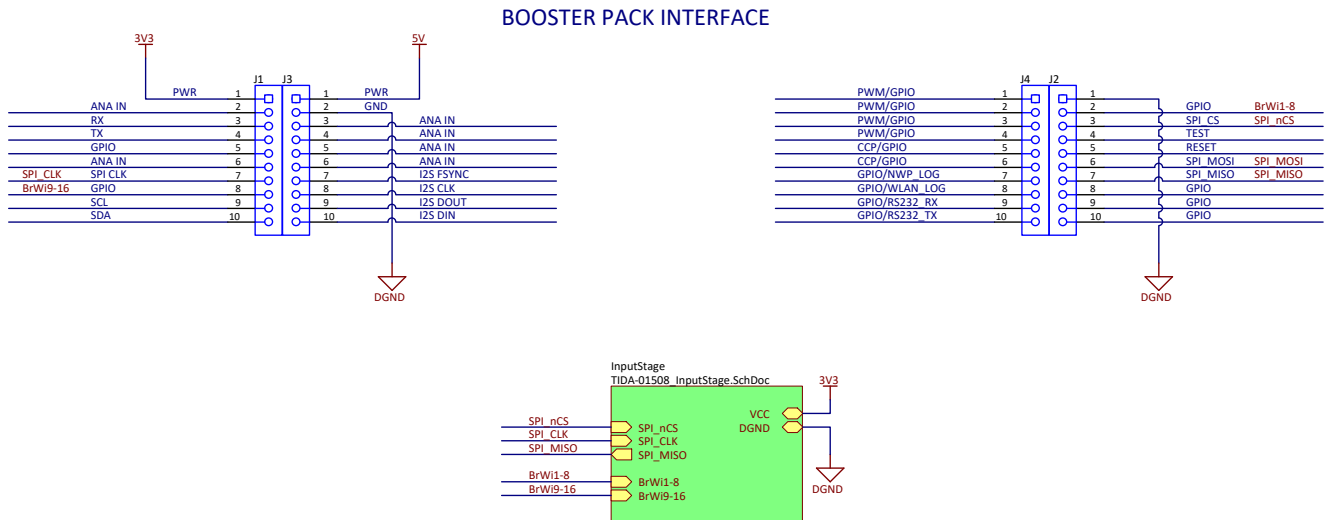 BOOSTER PACK INTERFACE
3V3 5V
J1 J3 J4 J2
PWR 1 1 PWR PWM/GPIO 1 1
ANA IN 2 2 GND PWM/GPIO 2 2 GPIO BrWi1-8
RX 3 3 ANA IN PWM/GPIO 3 3 SPI_CS SPI_nCS
TX 4 4 ANA IN PWM/GPIO 4 4 TEST
GPIO 5 5 ANA IN CCP/GPIO 5 5 RESET
ANA IN 6 6 ANA IN CCP/GPIO 6 6 SPI_MOSI SPI_MOSI
SPI_CLK SPI CLK 7 7 I2S FSYNC GPIO/NWP_LOG 7 7 SPI_MISO SPI_MISO
BrWi9-16 GPIO 8 8 I2S CLK GPIO/WLAN_LOG 8 8 GPIO
SCL 9 9 I2S DOUT GPIO/RS232_RX 9 9 GPIO
SDA 10 10 I2S DIN GPIO/RS232_TX 10 10 GPIO
DGND DGND
InputStage
TIDA-01508_InputStage.SchDoc 3V3
VCC
SPI_nCS SPI_nCS DGND
SPI_CLK SPI_CLK
SPI_MISO SPI_MISO
BrWi1-8 BrWi1-8 DGND
BrWi9-16 BrWi9-16